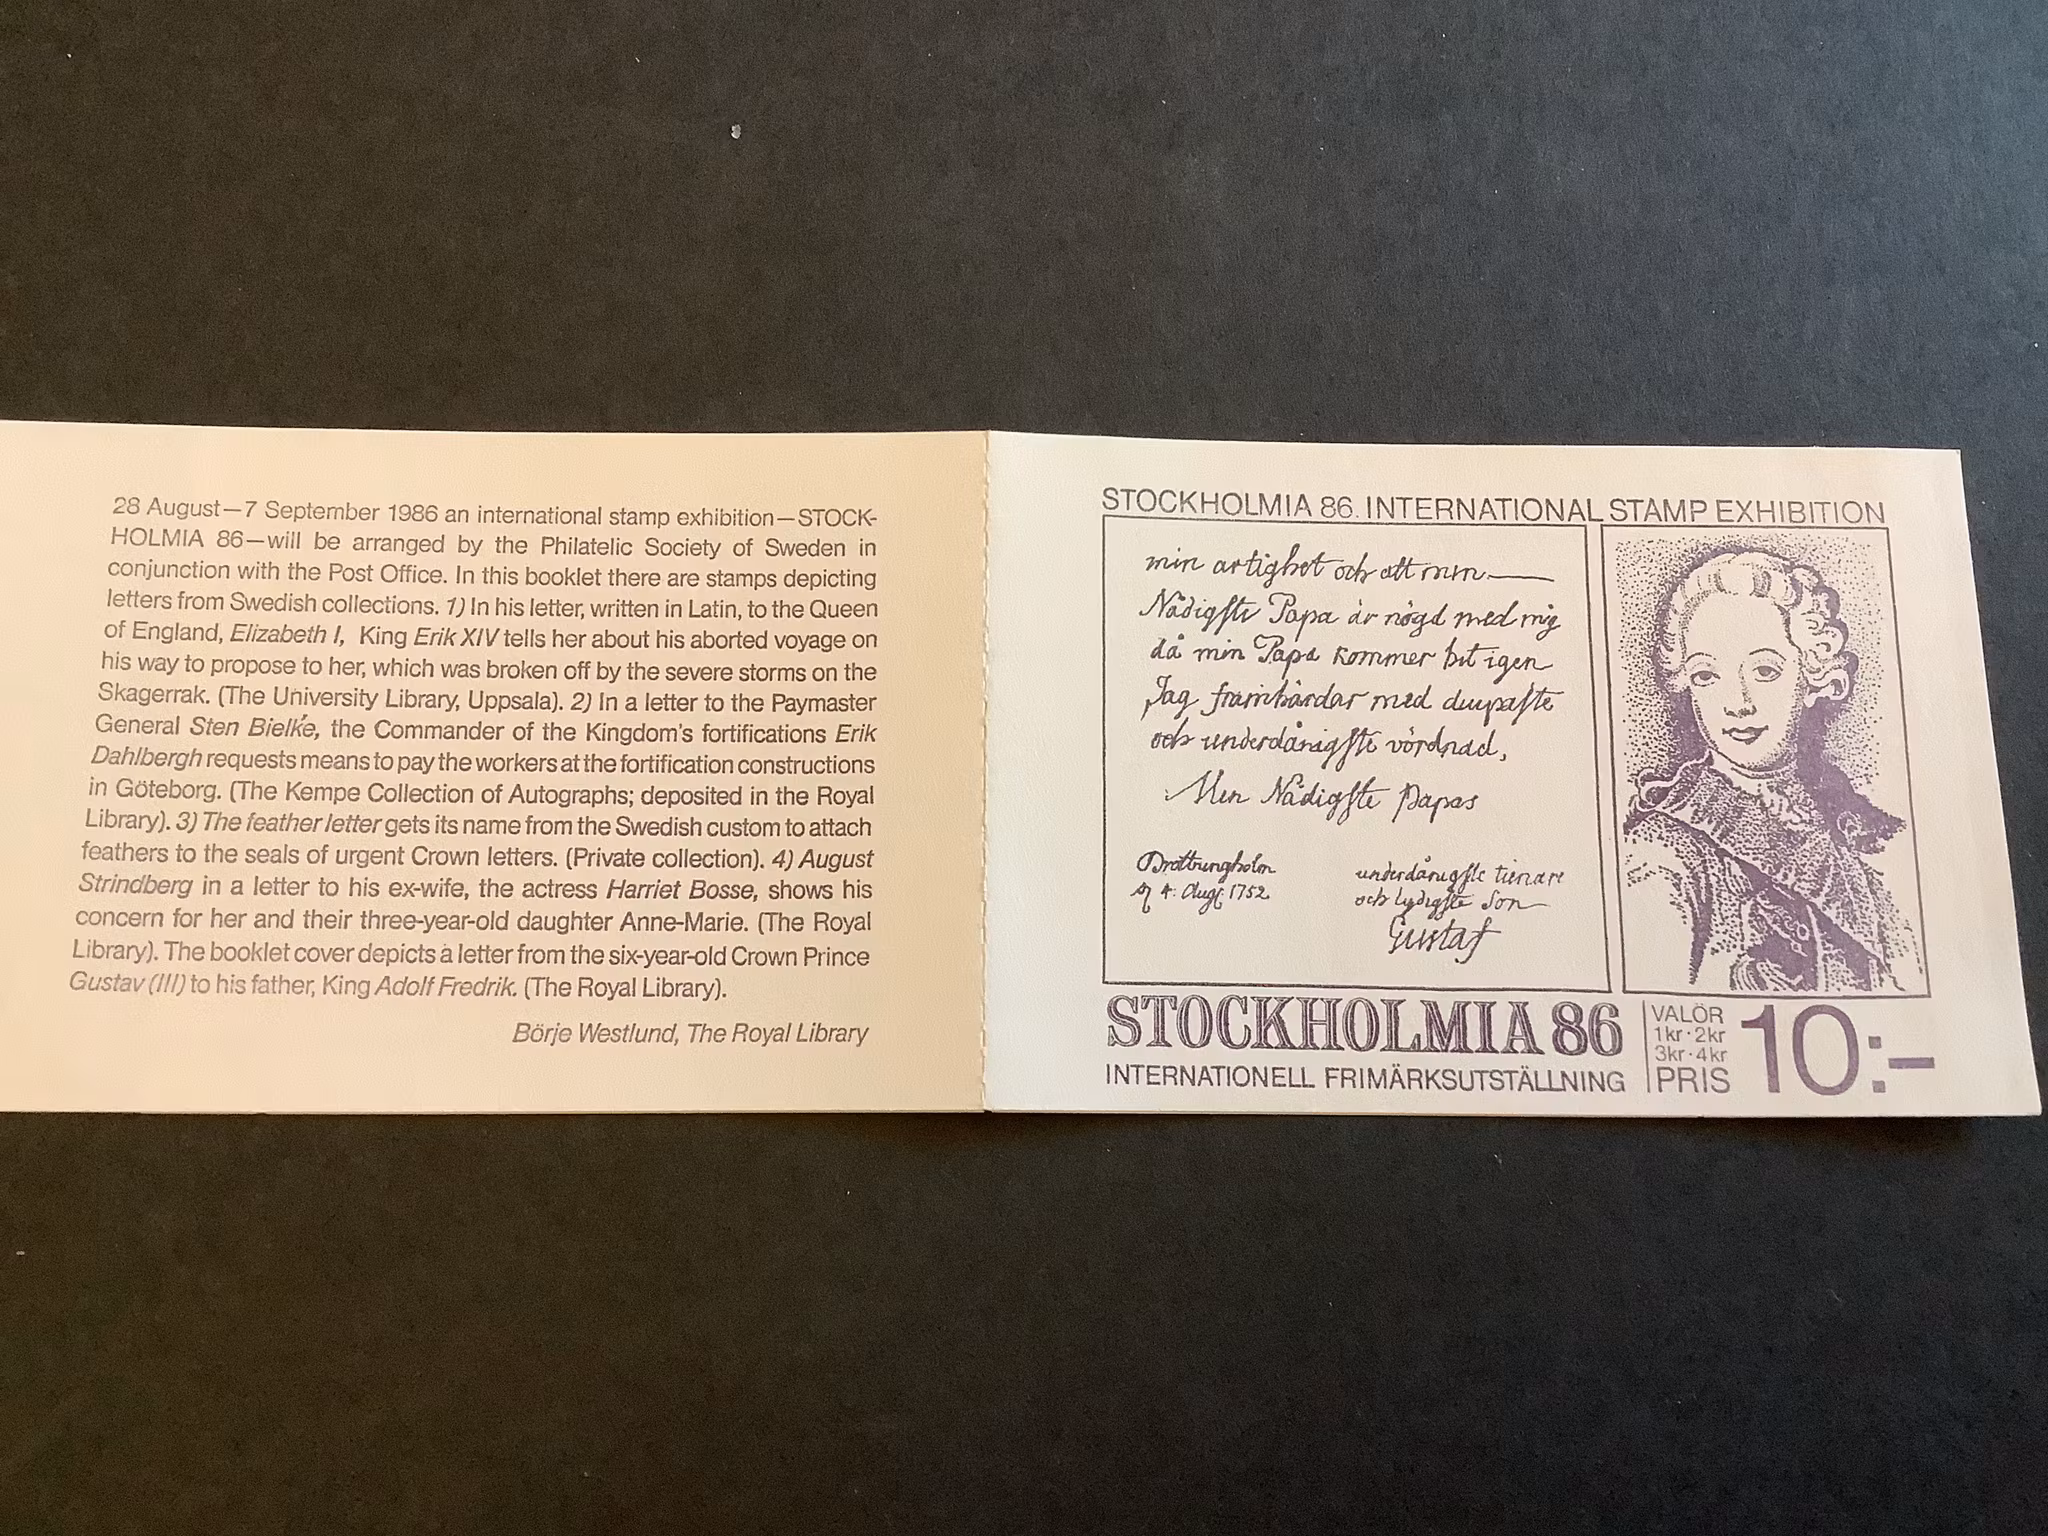 28 August—7 September 1986 an international stamp exhibition—STOCK-
HOLMIA 86—will be arranged by the Philatelic Society of Sweden in
conjunction with the Post Office. In this booklet there are stamps depicting
letters from Swedish collections. 1) In his letter, written in Latin, to the Queen
of England, Elizabeth I, King Erik XIV tells her about his aborted voyage on
his way to propose to her, which was broken off by the severe storms on the
Skagerrak. (The University Library, Uppsala). 2) In a letter to the Paymaster
General Sten Bielke, the Commander of the Kingdom's fortifications Erik
Dahlbergh requests means to pay the workers at the fortification constructions
in Göteborg. (The Kempe Collection of Autographs; deposited in the Royal
Library). 3) The feather letter gets its name from the Swedish custom to attach
feathers to the seals of urgent Crown letters. (Private collection). 4) August
Strindberg in a letter to his ex-wife, the actress Harriet Bosse, shows his
concern for her and their three-year-old daughter Anne-Marie. (The Royal
Library). The booklet cover depicts a letter from the six-year-old Crown Prince
Gustav (III) to his father, King Adolf Fredrik. (The Royal Library).
Börje Westlund, The Royal Library
STOCKHOLMIA 86. INTERNATIONAL STAMP EXHIBITION
min artighet och att min
Nådigste Papa är nögd med mig
då min Papa kommer hit igen
Jag frambärdar med
och underdånigste vördnad,
Min Nådigste Papas
4. Aug. 1752
underdånigste tienare
och lydigste Son
Gustaf
STOCKHOLMIA 86
INTERNATIONELL FRIMÄRKSUTSTÄLLNING
VALÖR
1kr·2kr
3kr·4kr
PRIS
10:-